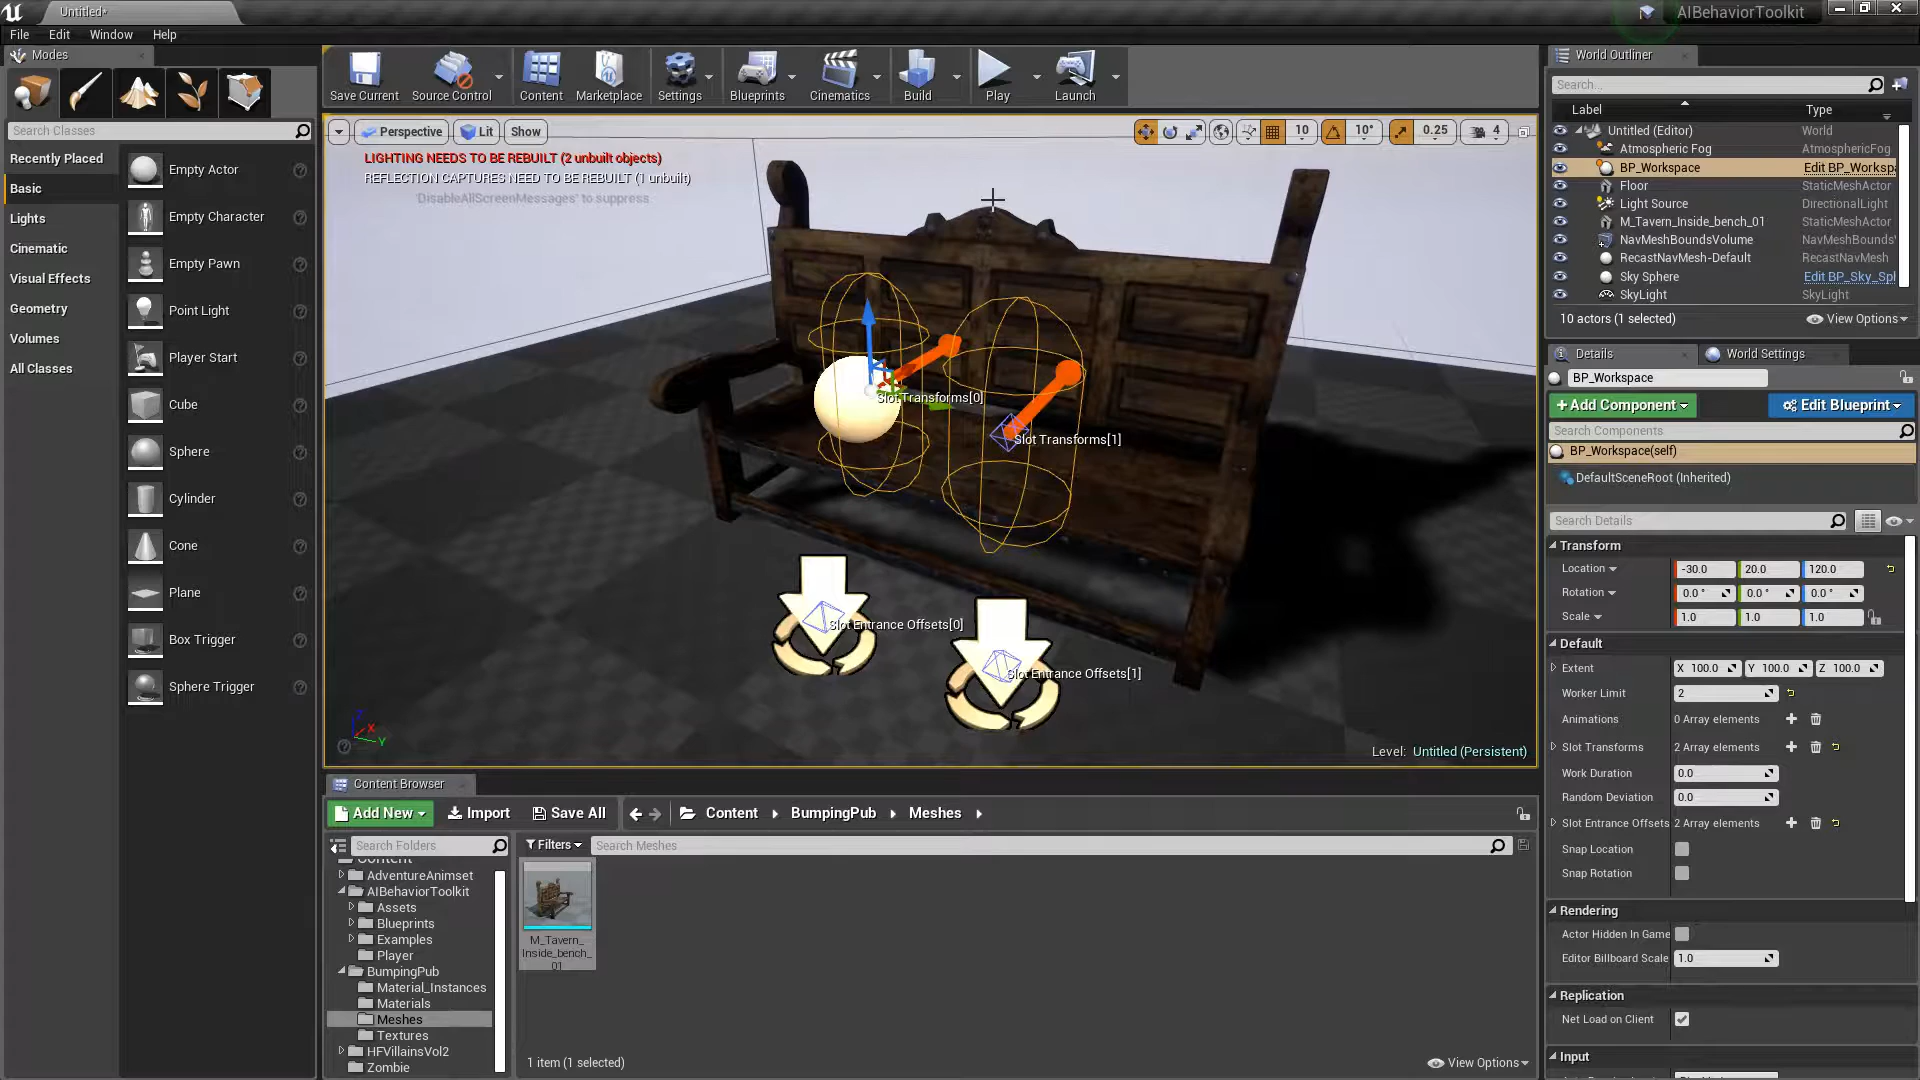 Untitled*
AIBehaviorToolkit
File Edit Window Help
Modes
Search Classes
Recently Placed
Basic
Lights
Cinematic
Visual Effects
Geometry
Volumes
All Classes
Empty Actor
Empty Character
Empty Pawn
Point Light
Player Start
Cube
Sphere
Cylinder
Cone
Plane
Box Trigger
Sphere Trigger
Save Current Source Control Content Marketplace Settings Blueprints Cinematics Build Play Launch
Perspective Lit Show 10 10° 0.25 4
LIGHTING NEEDS TO BE REBUILT (2 unbuilt objects)
REFLECTION CAPTURES NEED TO BE REBUILT (1 unbuilt)
'DisableAllScreenMessages' to suppress
Slot Transforms[0]
Slot Transforms[1]
Slot Entrance Offsets[0]
Slot Entrance Offsets[1]
Z X Y
Level: Untitled (Persistent)
Content Browser
Add New Import Save All Content BumpingPub Meshes
Search Folders Filters Search Meshes
Content
AdventureAnimset
AIBehaviorToolkit
Assets
Blueprints
Examples
Player
BumpingPub
Material_Instances
Materials
Meshes
Textures
HFVillainsVol2
Zombie
M_Tavern_
Inside_bench_
01
1 item (1 selected) View Options
World Outliner
Search...
Label Type
Untitled (Editor) World
Atmospheric Fog AtmosphericFog
BP_Workspace Edit BP_Worksp
Floor StaticMeshActor
Light Source DirectionalLight
M_Tavern_Inside_bench_01 StaticMeshActor
NavMeshBoundsVolume NavMeshBounds
RecastNavMesh-Default RecastNavMesh
Sky Sphere Edit BP_Sky_Sp
SkyLight SkyLight
10 actors (1 selected) View Options
Details World Settings
BP_Workspace
+Add Component Edit Blueprint
Search Components
BP_Workspace(self)
DefaultSceneRoot (Inherited)
Search Details
Transform
Location -30.0 20.0 120.0
Rotation 0.0 ° 0.0 ° 0.0 °
Scale 1.0 1.0 1.0
Default
Extent X 100.0 Y 100.0 Z 100.0
Worker Limit 2
Animations 0 Array elements
Slot Transforms 2 Array elements
Work Duration 0.0
Random Deviation 0.0
Slot Entrance Offsets 2 Array elements
Snap Location
Snap Rotation
Rendering
Actor Hidden In Game
Editor Billboard Scale 1.0
Replication
Net Load on Client
Input